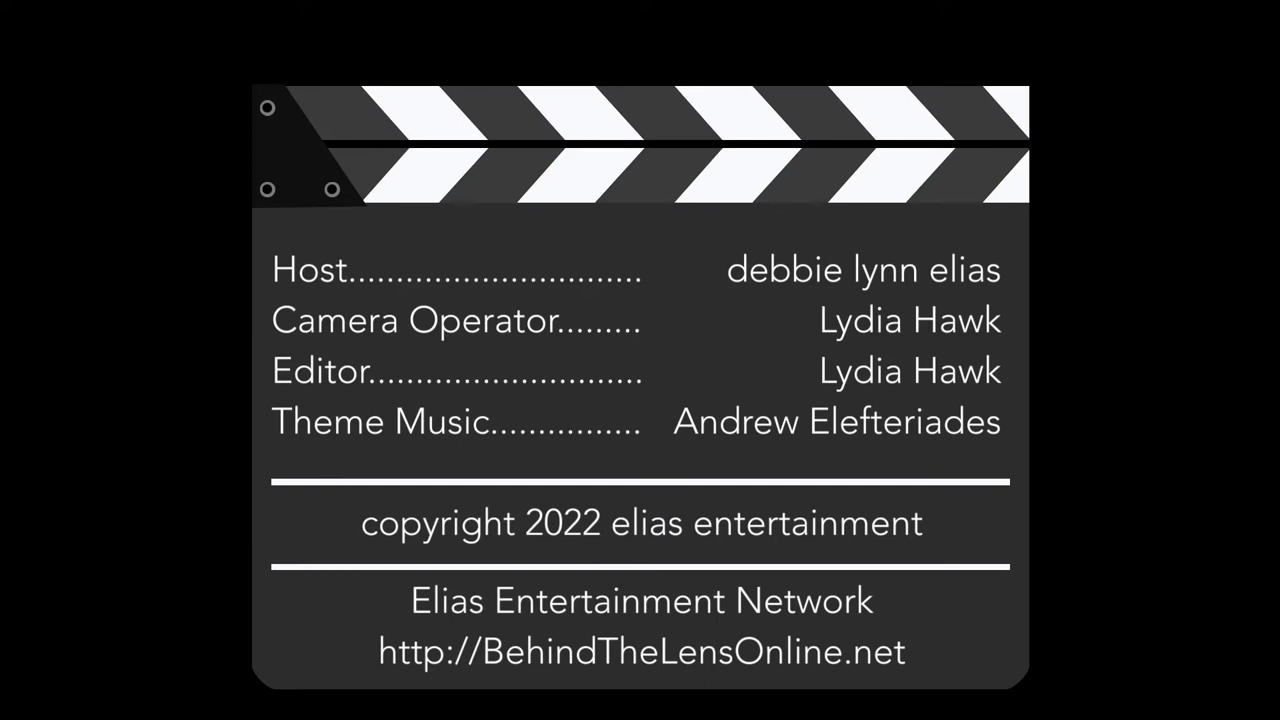 Host............................. debbie lynn elias
Camera Operator......... Lydia Hawk
Editor............................. Lydia Hawk
Theme Music................ Andrew Elefteriades
copyright 2022 elias entertainment
Elias Entertainment Network
http://BehindTheLensOnline.net